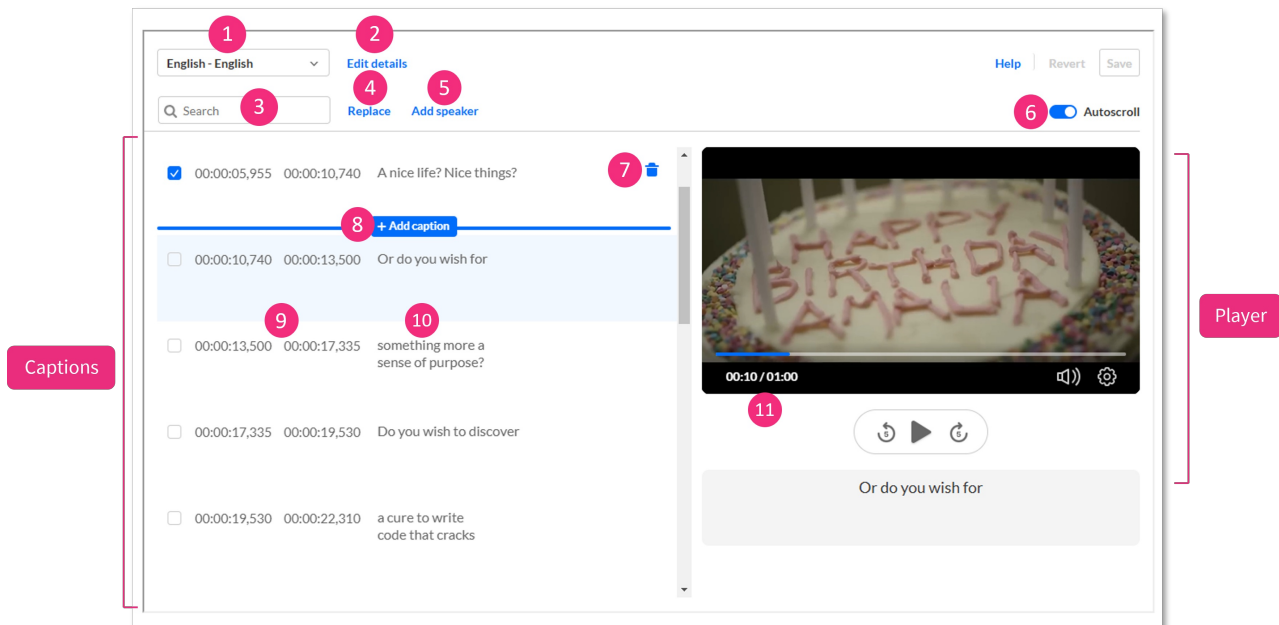 1
2
English - English
Edit details
Help
Revert
Save
3
4
5
6
Search
Replace
Add speaker
Autoscroll
Captions
Player
00:00:05,955 00:00:10,740 A nice life? Nice things?
7
8
+ Add caption
00:00:10,740 00:00:13,500 Or do you wish for
9
10
00:00:13,500 00:00:17,335 something more a
sense of purpose?
00:00:17,335 00:00:19,530 Do you wish to discover
00:00:19,530 00:00:22,310 a cure to write
code that cracks
HAPPY
BIRTHDAY
AMALIA
00:10 / 01:00
11
5
5
Or do you wish for